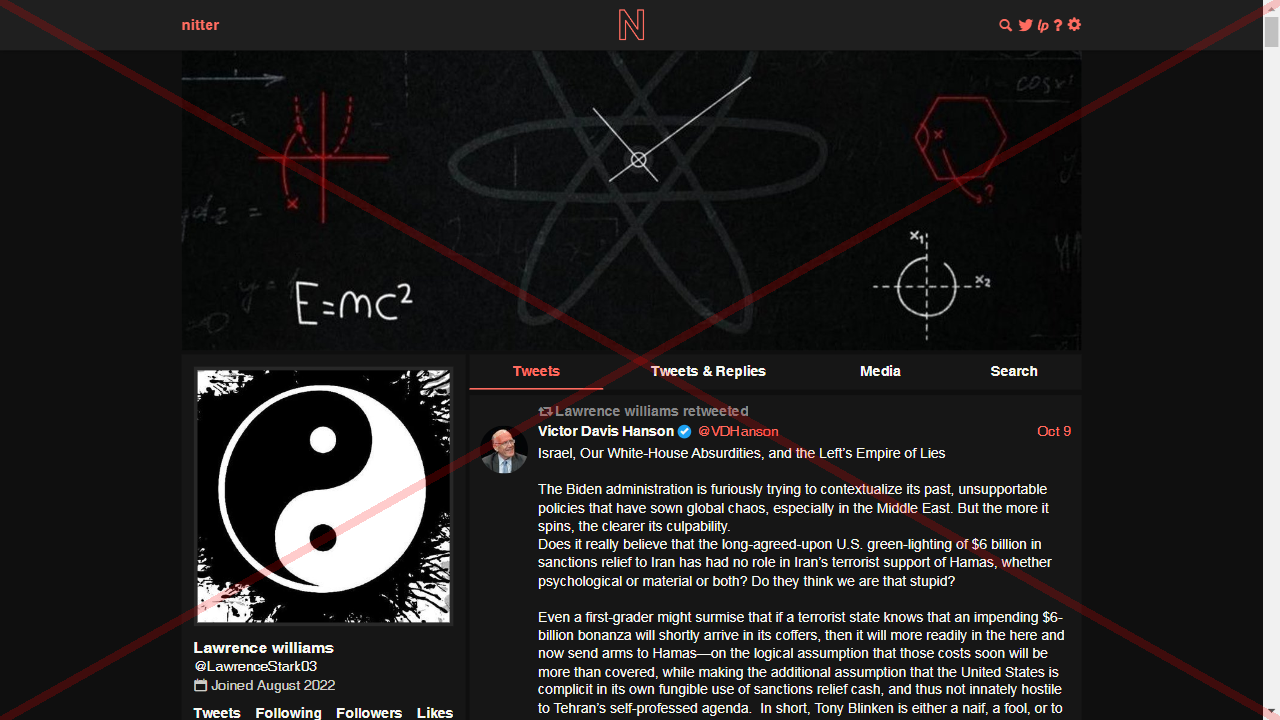 nitter
N
lp ?
cosx
a
x
x
?
ydz =
y =
x₁
x₂
E=mc²
Tweets Tweets & Replies Media Search
Lawrence williams retweeted
Victor Davis Hanson @VDHanson Oct 9
Israel, Our White-House Absurdities, and the Left's Empire of Lies
The Biden administration is furiously trying to contextualize its past, unsupportable
policies that have sown global chaos, especially in the Middle East. But the more it
spins, the clearer its culpability.
Does it really believe that the long-agreed-upon U.S. green-lighting of $6 billion in
sanctions relief to Iran has had no role in Iran's terrorist support of Hamas, whether
psychological or material or both? Do they think we are that stupid?
Even a first-grader might surmise that if a terrorist state knows that an impending $6-
billion bonanza will shortly arrive in its coffers, then it will more readily in the here and
now send arms to Hamas—on the logical assumption that those costs soon will be
more than covered, while making the additional assumption that the United States is
complicit in its own fungible use of sanctions relief cash, and thus not innately hostile
to Tehran's self-professed agenda.  In short, Tony Blinken is either a naif, a fool, or to
Lawrence williams
@LawrenceStark03
Joined August 2022
Tweets Following Followers Likes